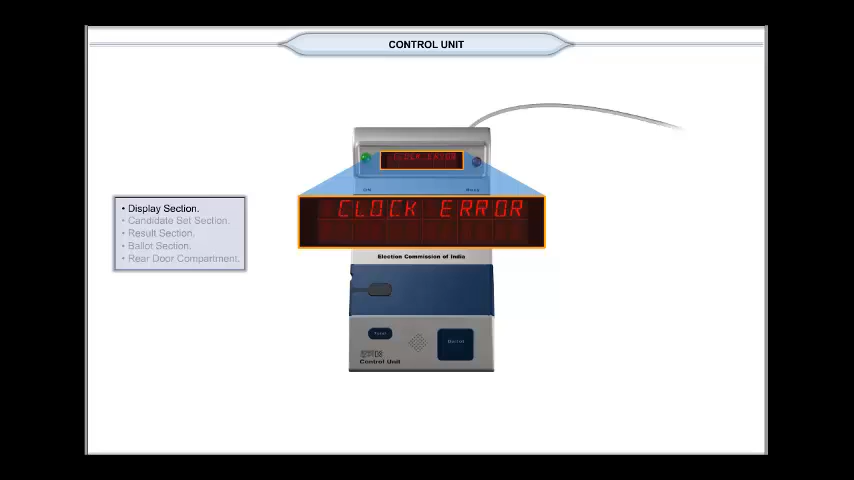 CONTROL UNIT
CLOCK ERROR
ON
Busy
• Display Section.
CLOCK ERROR
• Candidate Set Section.
• Result Section.
• Ballot Section.
• Rear Door Compartment.
Election Commission of India
Total
Ballot
Control Unit